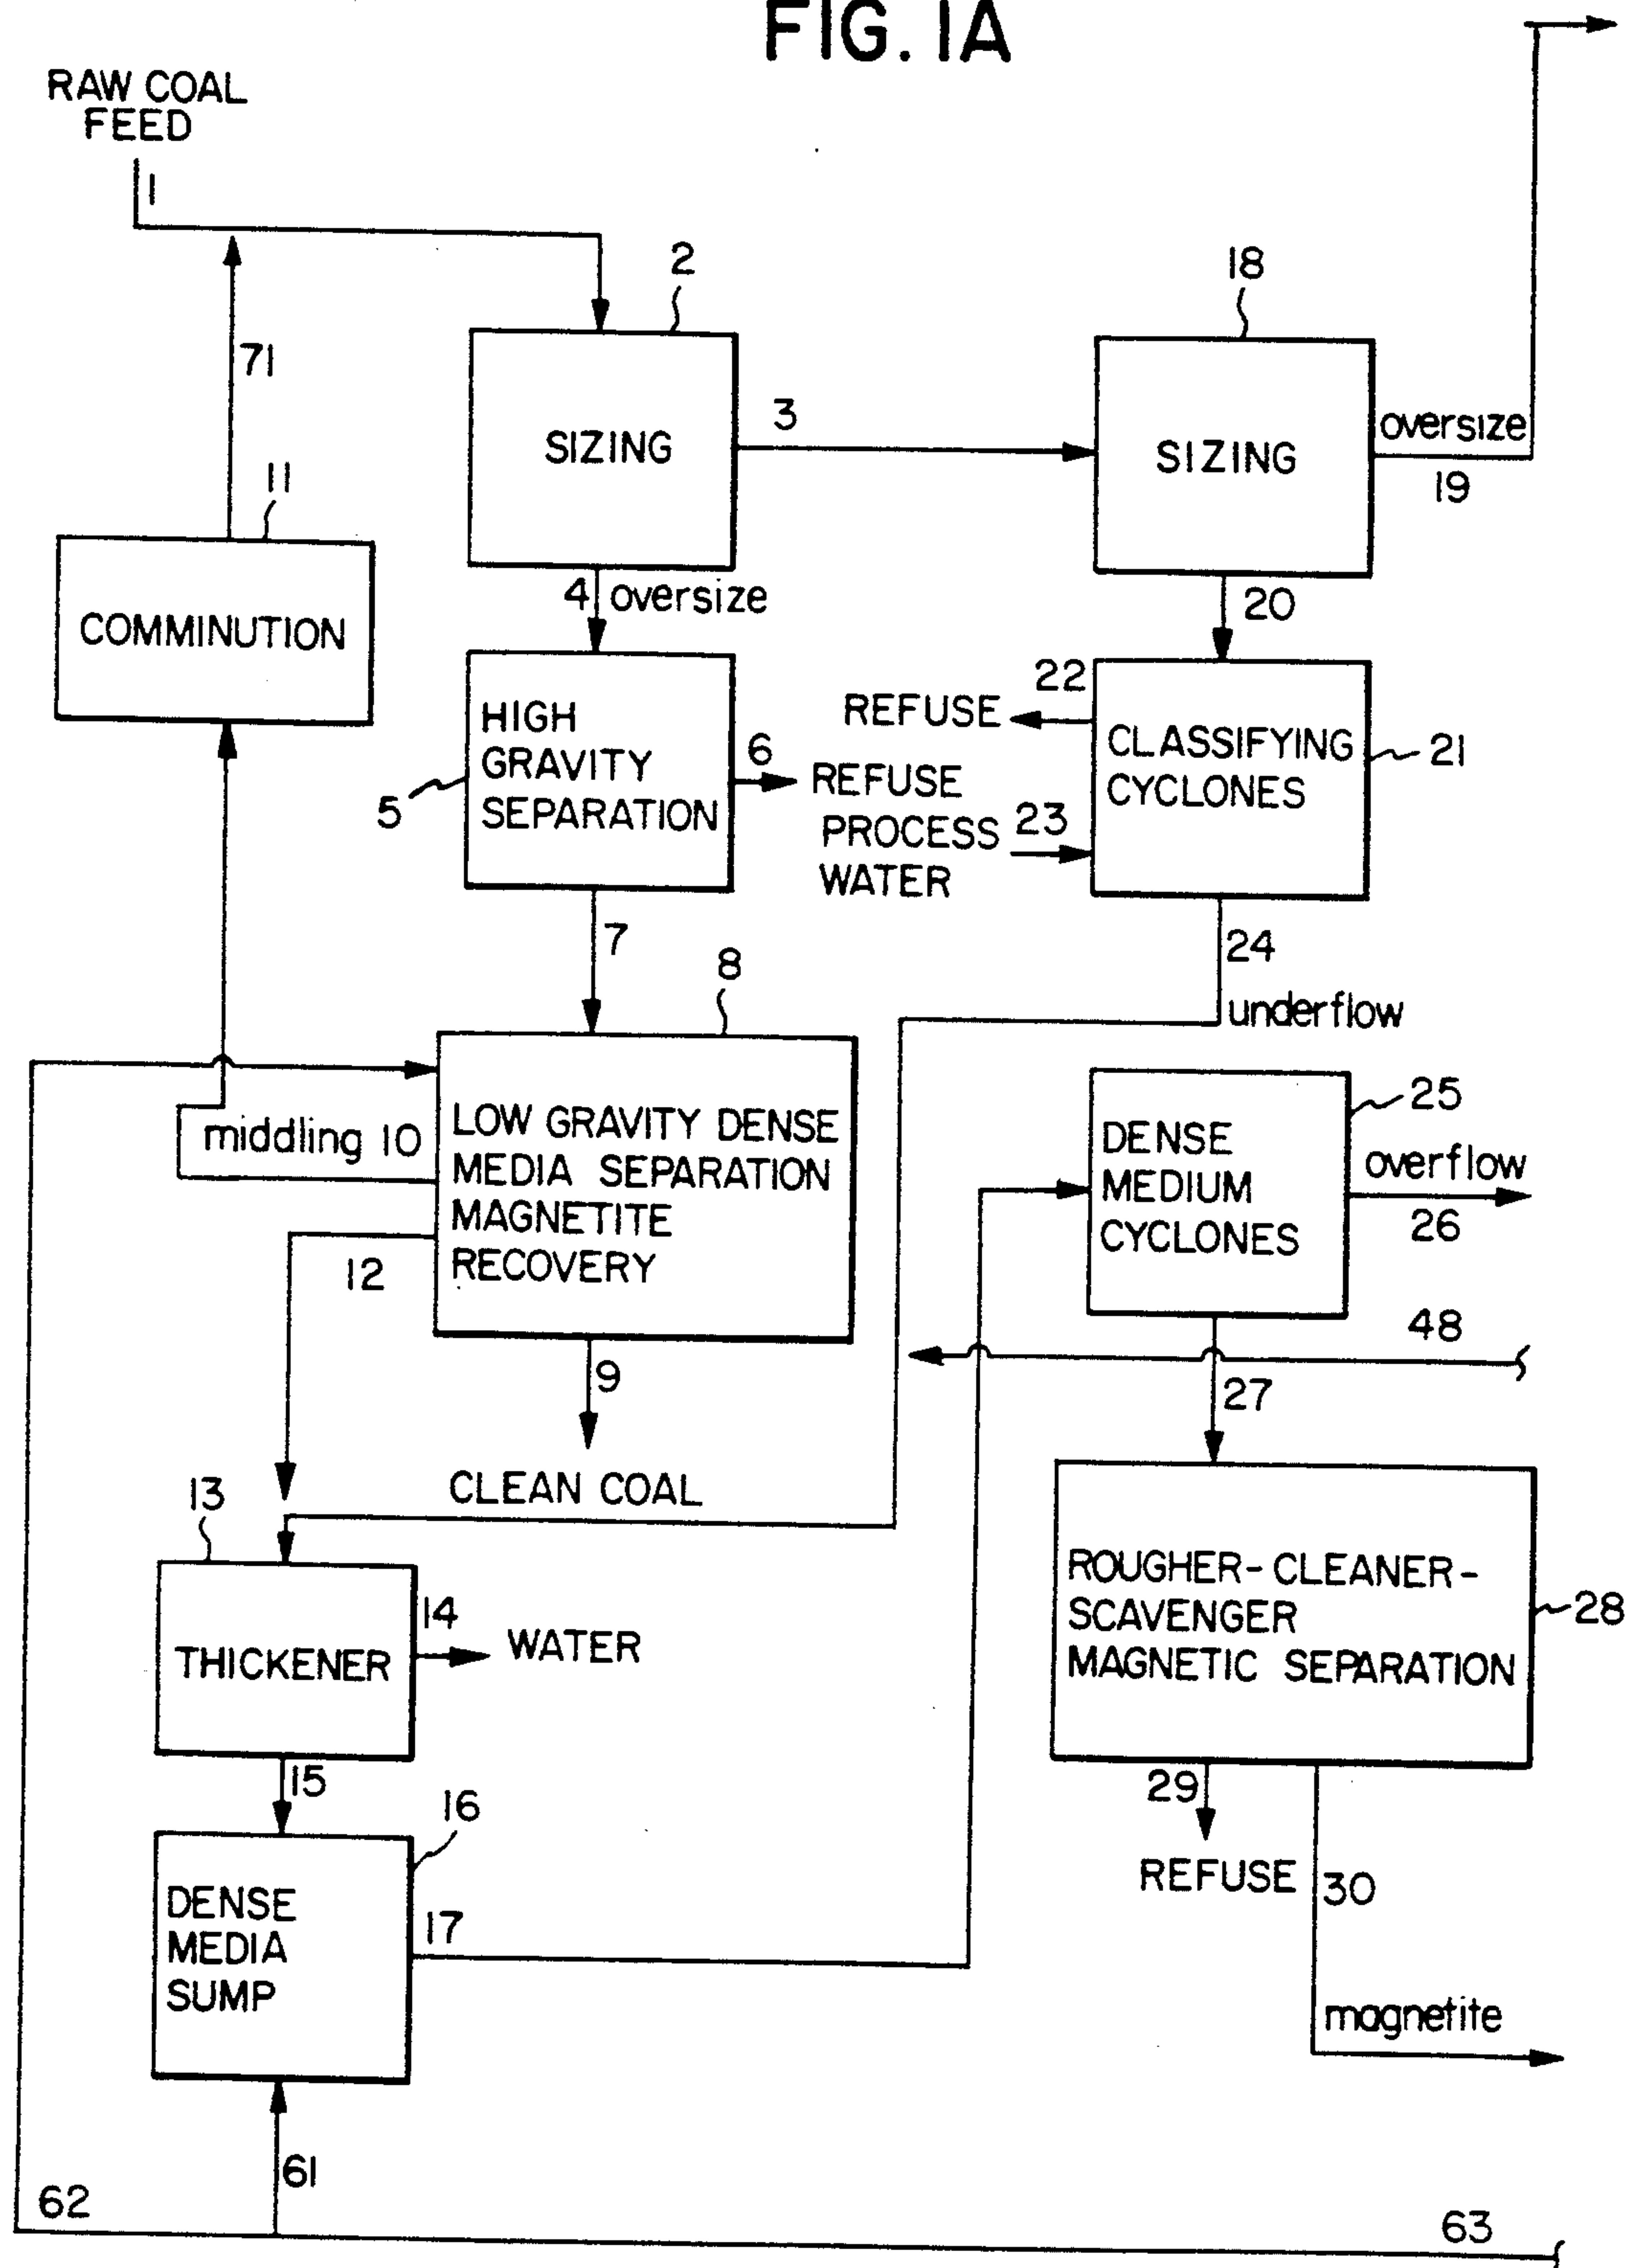 FIG. 1A
RAW COAL
FEED
1
2
18
71
3
oversize
19
SIZING
SIZING
11
4 oversize
20
COMMINUTION
22
REFUSE
HIGH
GRAVITY
SEPARATION
5
6
REFUSE
CLASSIFYING
CYCLONES
21
PROCESS
WATER
23
7
24
8
underflow
middling 10
LOW GRAVITY DENSE
MEDIA SEPARATION
MAGNETITE
RECOVERY
25
DENSE
MEDIUM
CYCLONES
overflow
26
12
48
9
27
CLEAN COAL
13
THICKENER
14
WATER
ROUGHER-CLEANER-
SCAVENGER
MAGNETIC SEPARATION
28
15
16
29
REFUSE
30
DENSE
MEDIA
SUMP
17
magnetite
61
62
63